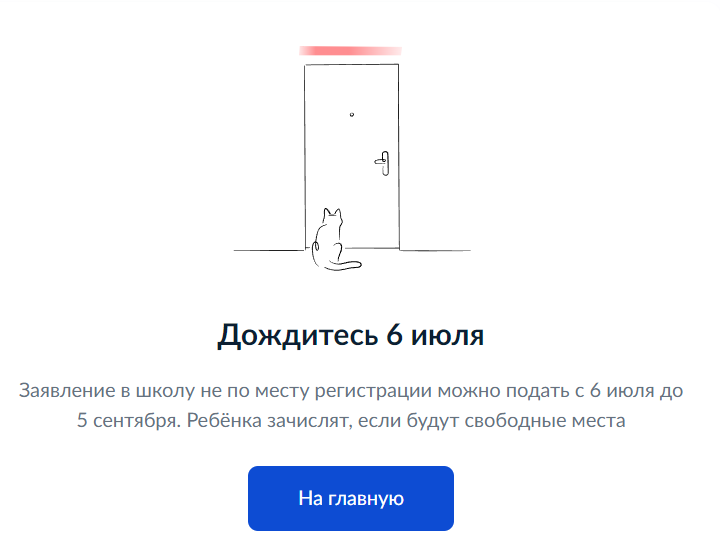 Дождитесь 6 июля
Заявление в школу не по месту регистрации можно подать с 6 июля до
5 сентября. Ребёнка зачислят, если будут свободные места
На главную